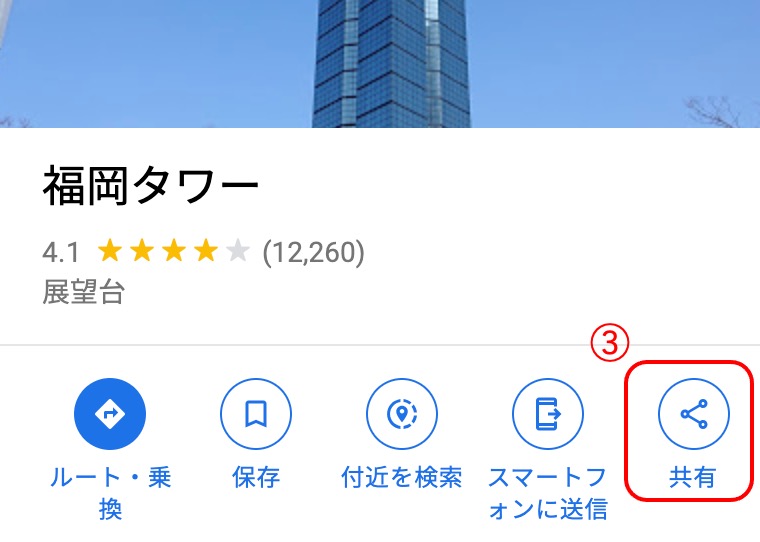 福岡タワー
4.1 ★★★★★ (12,260)
展望台
③
ルート・乗
換
保存
付近を検索
スマートフ
ォンに送信
共有